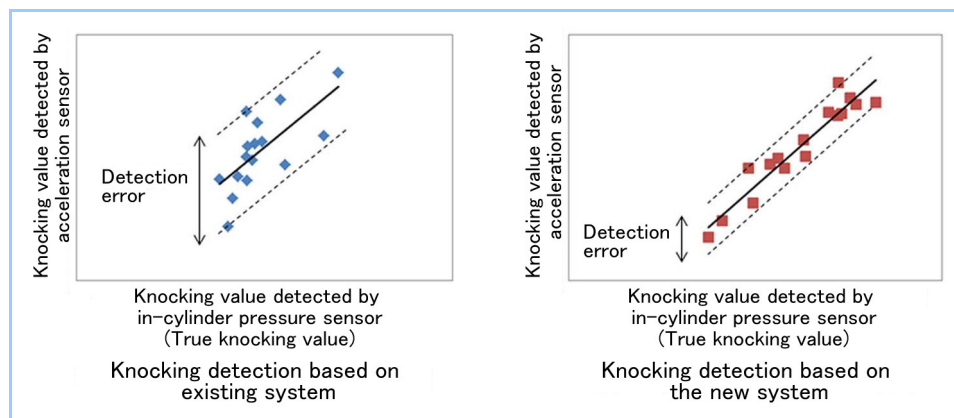 Knocking value detected by
acceleration sensor
Detection
error
Knocking value detected by
in-cylinder pressure sensor
(True knocking value)
Knocking detection based on
existing system
Knocking value detected by
acceleration sensor
Detection
error
Knocking value detected by
in-cylinder pressure sensor
(True knocking value)
Knocking detection based on
the new system